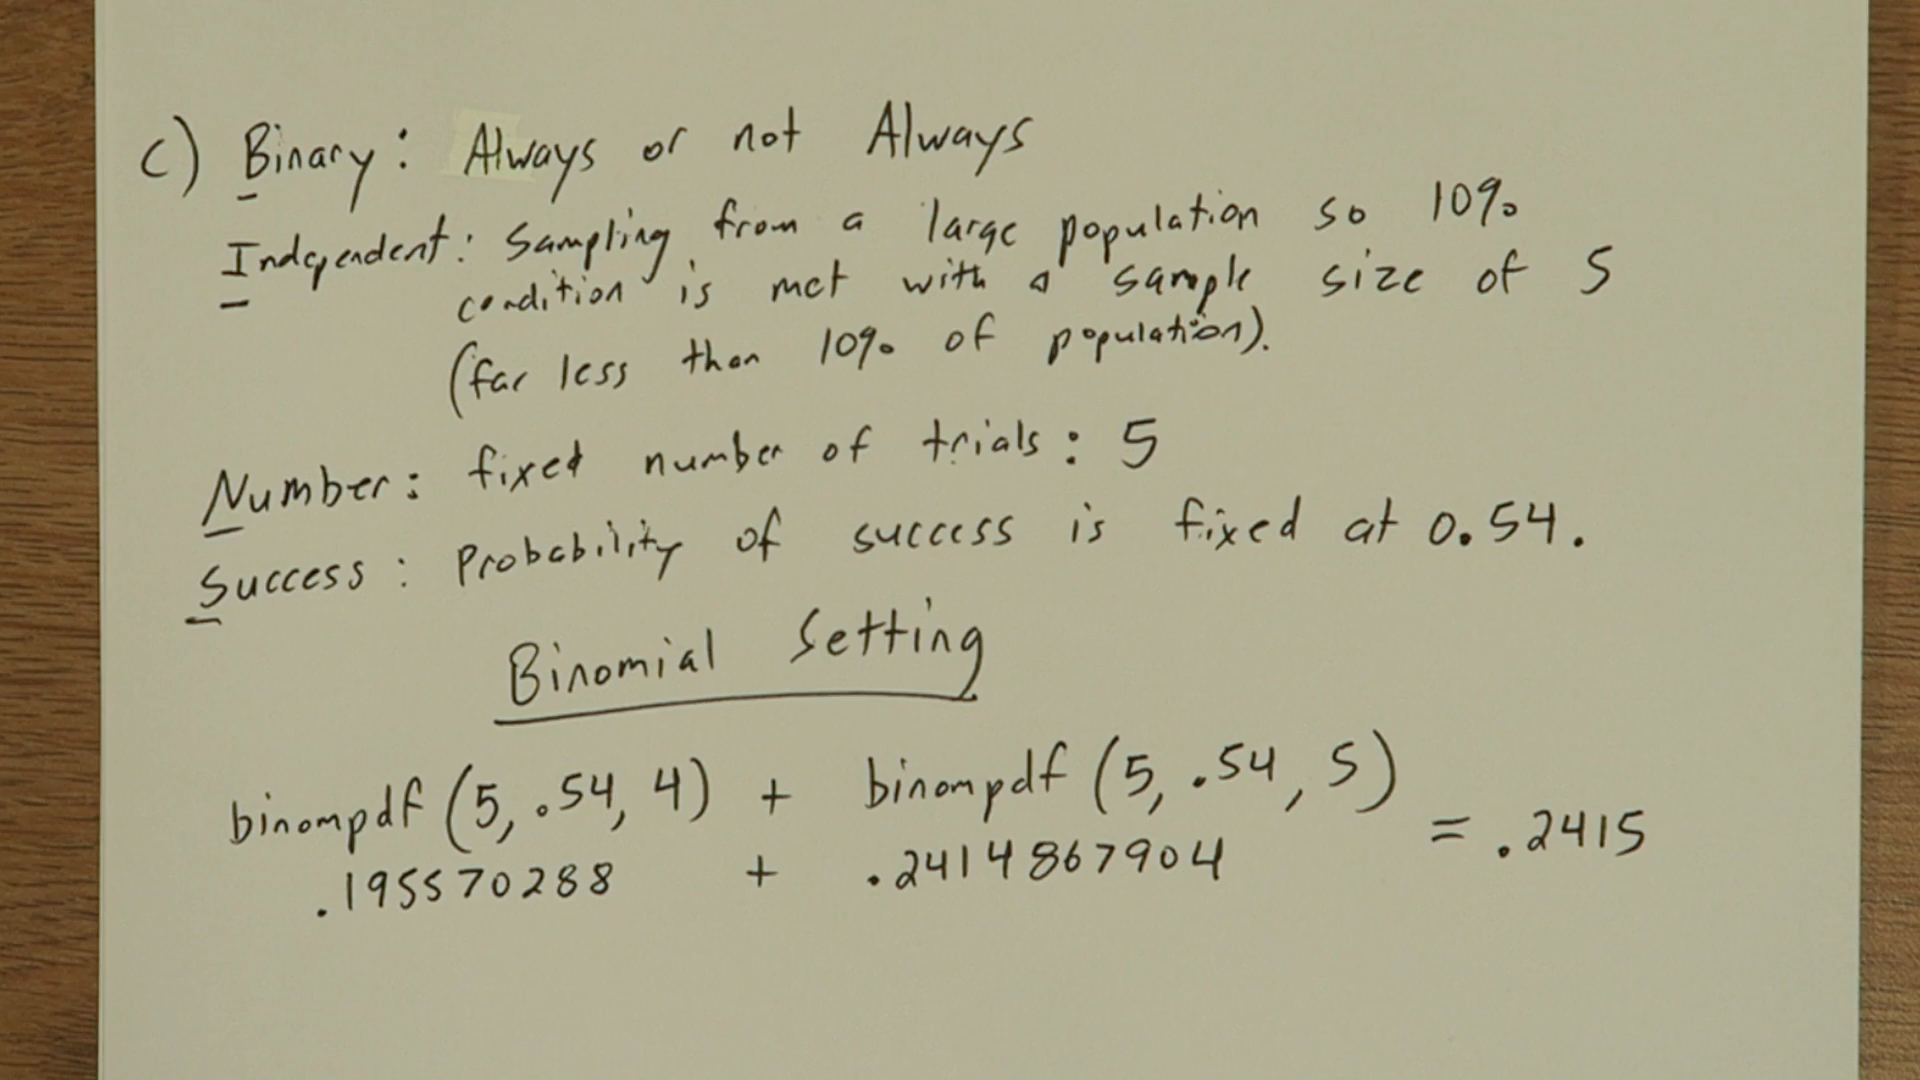 c) Binary: Always or not Always
Independent: Sampling from a large population so 10%
condition is met with a sample size of 5
(far less than 10% of population).
Number: fixed number of trials: 5
Success: Probability of success is fixed at 0.54.
Binomial Setting
binompdf (5, .54, 4) + binompdf (5, .54, 5)
.195570288 + .2414867904 = .2415